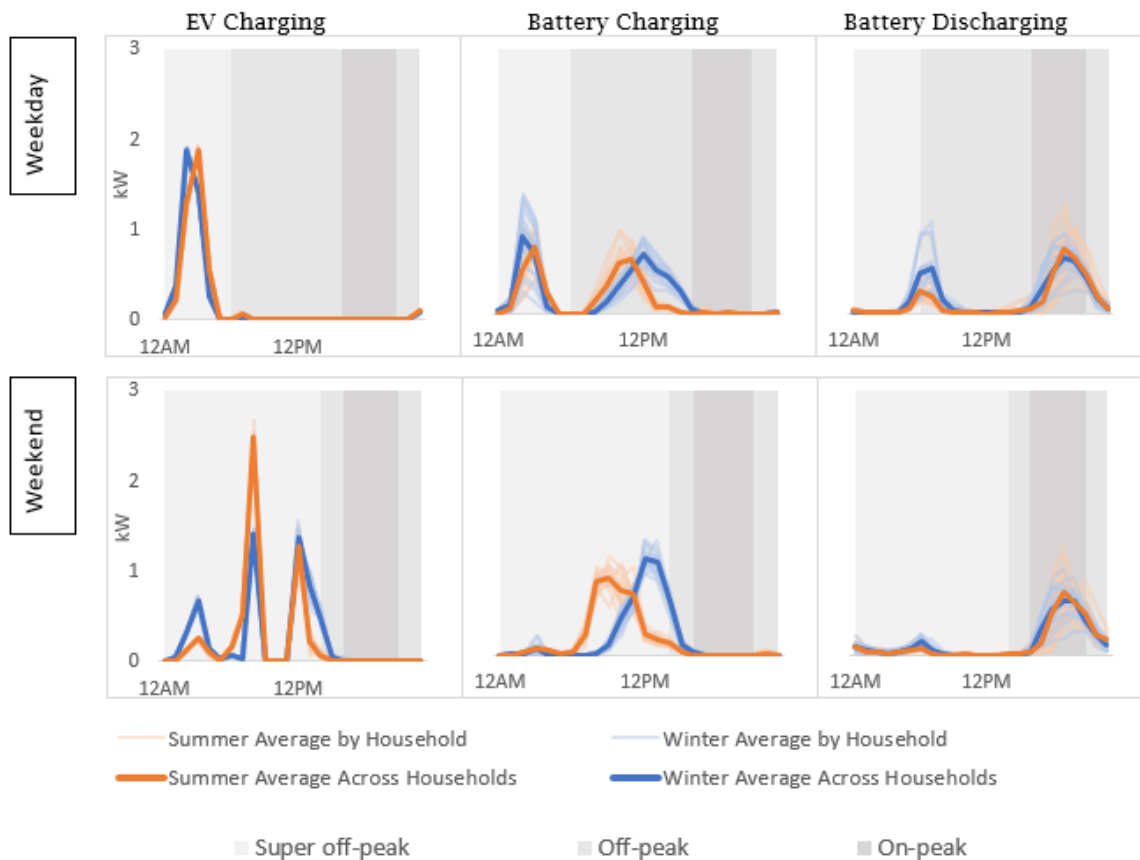 EV Charging Battery Charging Battery Discharging
Weekday
3
2
kW
1
0
12AM 12PM 12AM 12PM 12AM 12PM
Weekend
3
2
kW
1
0
12AM 12PM 12AM 12PM 12AM 12PM
Summer Average by Household Winter Average by Household
Summer Average Across Households Winter Average Across Households
Super off-peak Off-peak On-peak